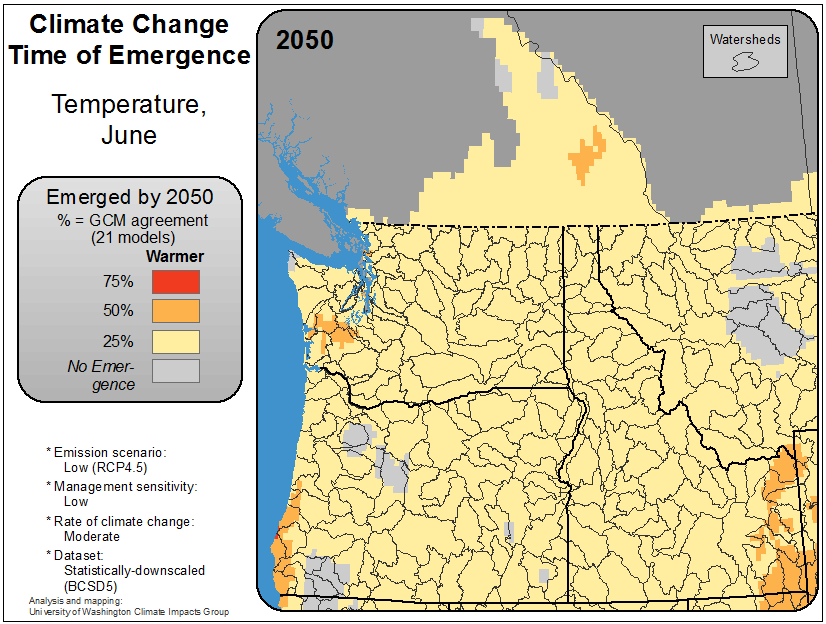 Climate Change
Time of Emergence
Temperature,
June
Emerged by 2050
% = GCM agreement
(21 models)
Warmer
75%
50%
25%
No Emer-
gence
* Emission scenario:
Low (RCP4.5)
* Management sensitivity:
Low
* Rate of climate change:
Moderate
* Dataset:
Statistically-downscaled
(BCSD5)
Analysis and mapping:
University of Washington Climate Impacts Group
2050
Watersheds